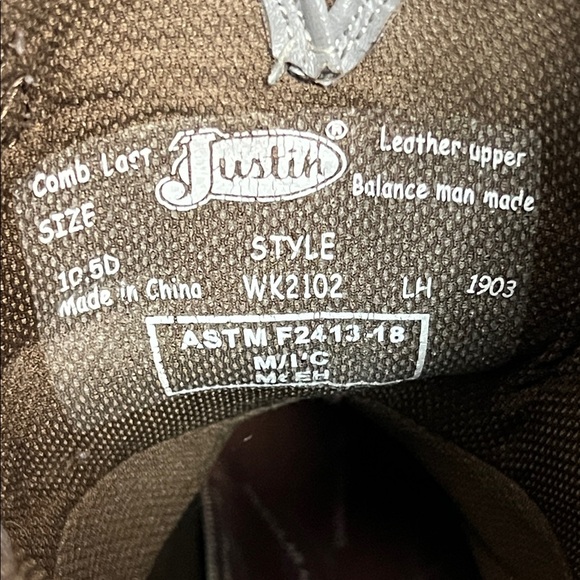 Comb Last
SIZE
10.5D
Made in China
Justin®
Leather upper
Balance man made
STYLE
WK2102
LH
1903
ASTM F2413-18
M/I/C
EH